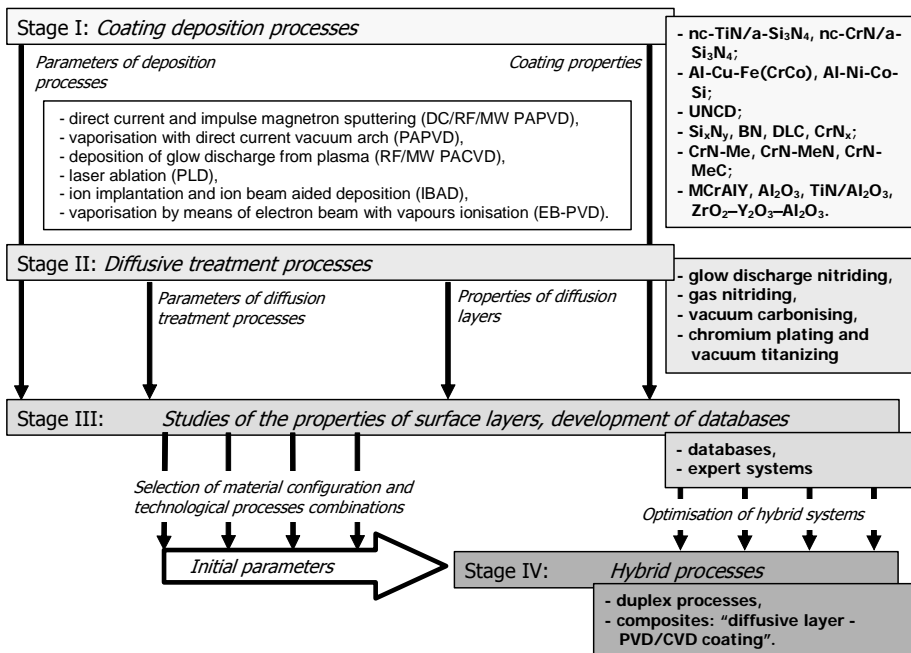 Stage I: Coating deposition processes
Parameters of deposition
processes
Coating properties
- nc-TiN/a-Si₃N₄, nc-CrN/a-
Si₃N₄;
- Al-Cu-Fe(CrCo), Al-Ni-Co-
Si;
- UNCD;
- SiₓNᵧ, BN, DLC, CrNₓ;
- CrN-Me, CrN-MeN, CrN-
MeC;
- MCrAlY, Al₂O₃, TiN/Al₂O₃,
ZrO₂–Y₂O₃–Al₂O₃.
- direct current and impulse magnetron sputtering (DC/RF/MW PAPVD),
- vaporisation with direct current vacuum arch (PAPVD),
- deposition of glow discharge from plasma (RF/MW PACVD),
- laser ablation (PLD)
- ion implantation and ion beam aided deposition (IBAD),
- vaporisation by means of electron beam with vapours ionisation (EB-PVD).
Stage II: Diffusive treatment processes
Parameters of diffusion
treatment processes
Properties of diffusion
layers
- glow discharge nitriding,
- gas nitriding,
- vacuum carbonising,
- chromium plating and
vacuum titanizing
Stage III: Studies of the properties of surface layers, development of databases
- databases,
- expert systems
Selection of material configuration and
technological processes combinations
Optimisation of hybrid systems
Initial parameters
Stage IV: Hybrid processes
- duplex processes,
- composites: “diffusive layer -
PVD/CVD coating”.